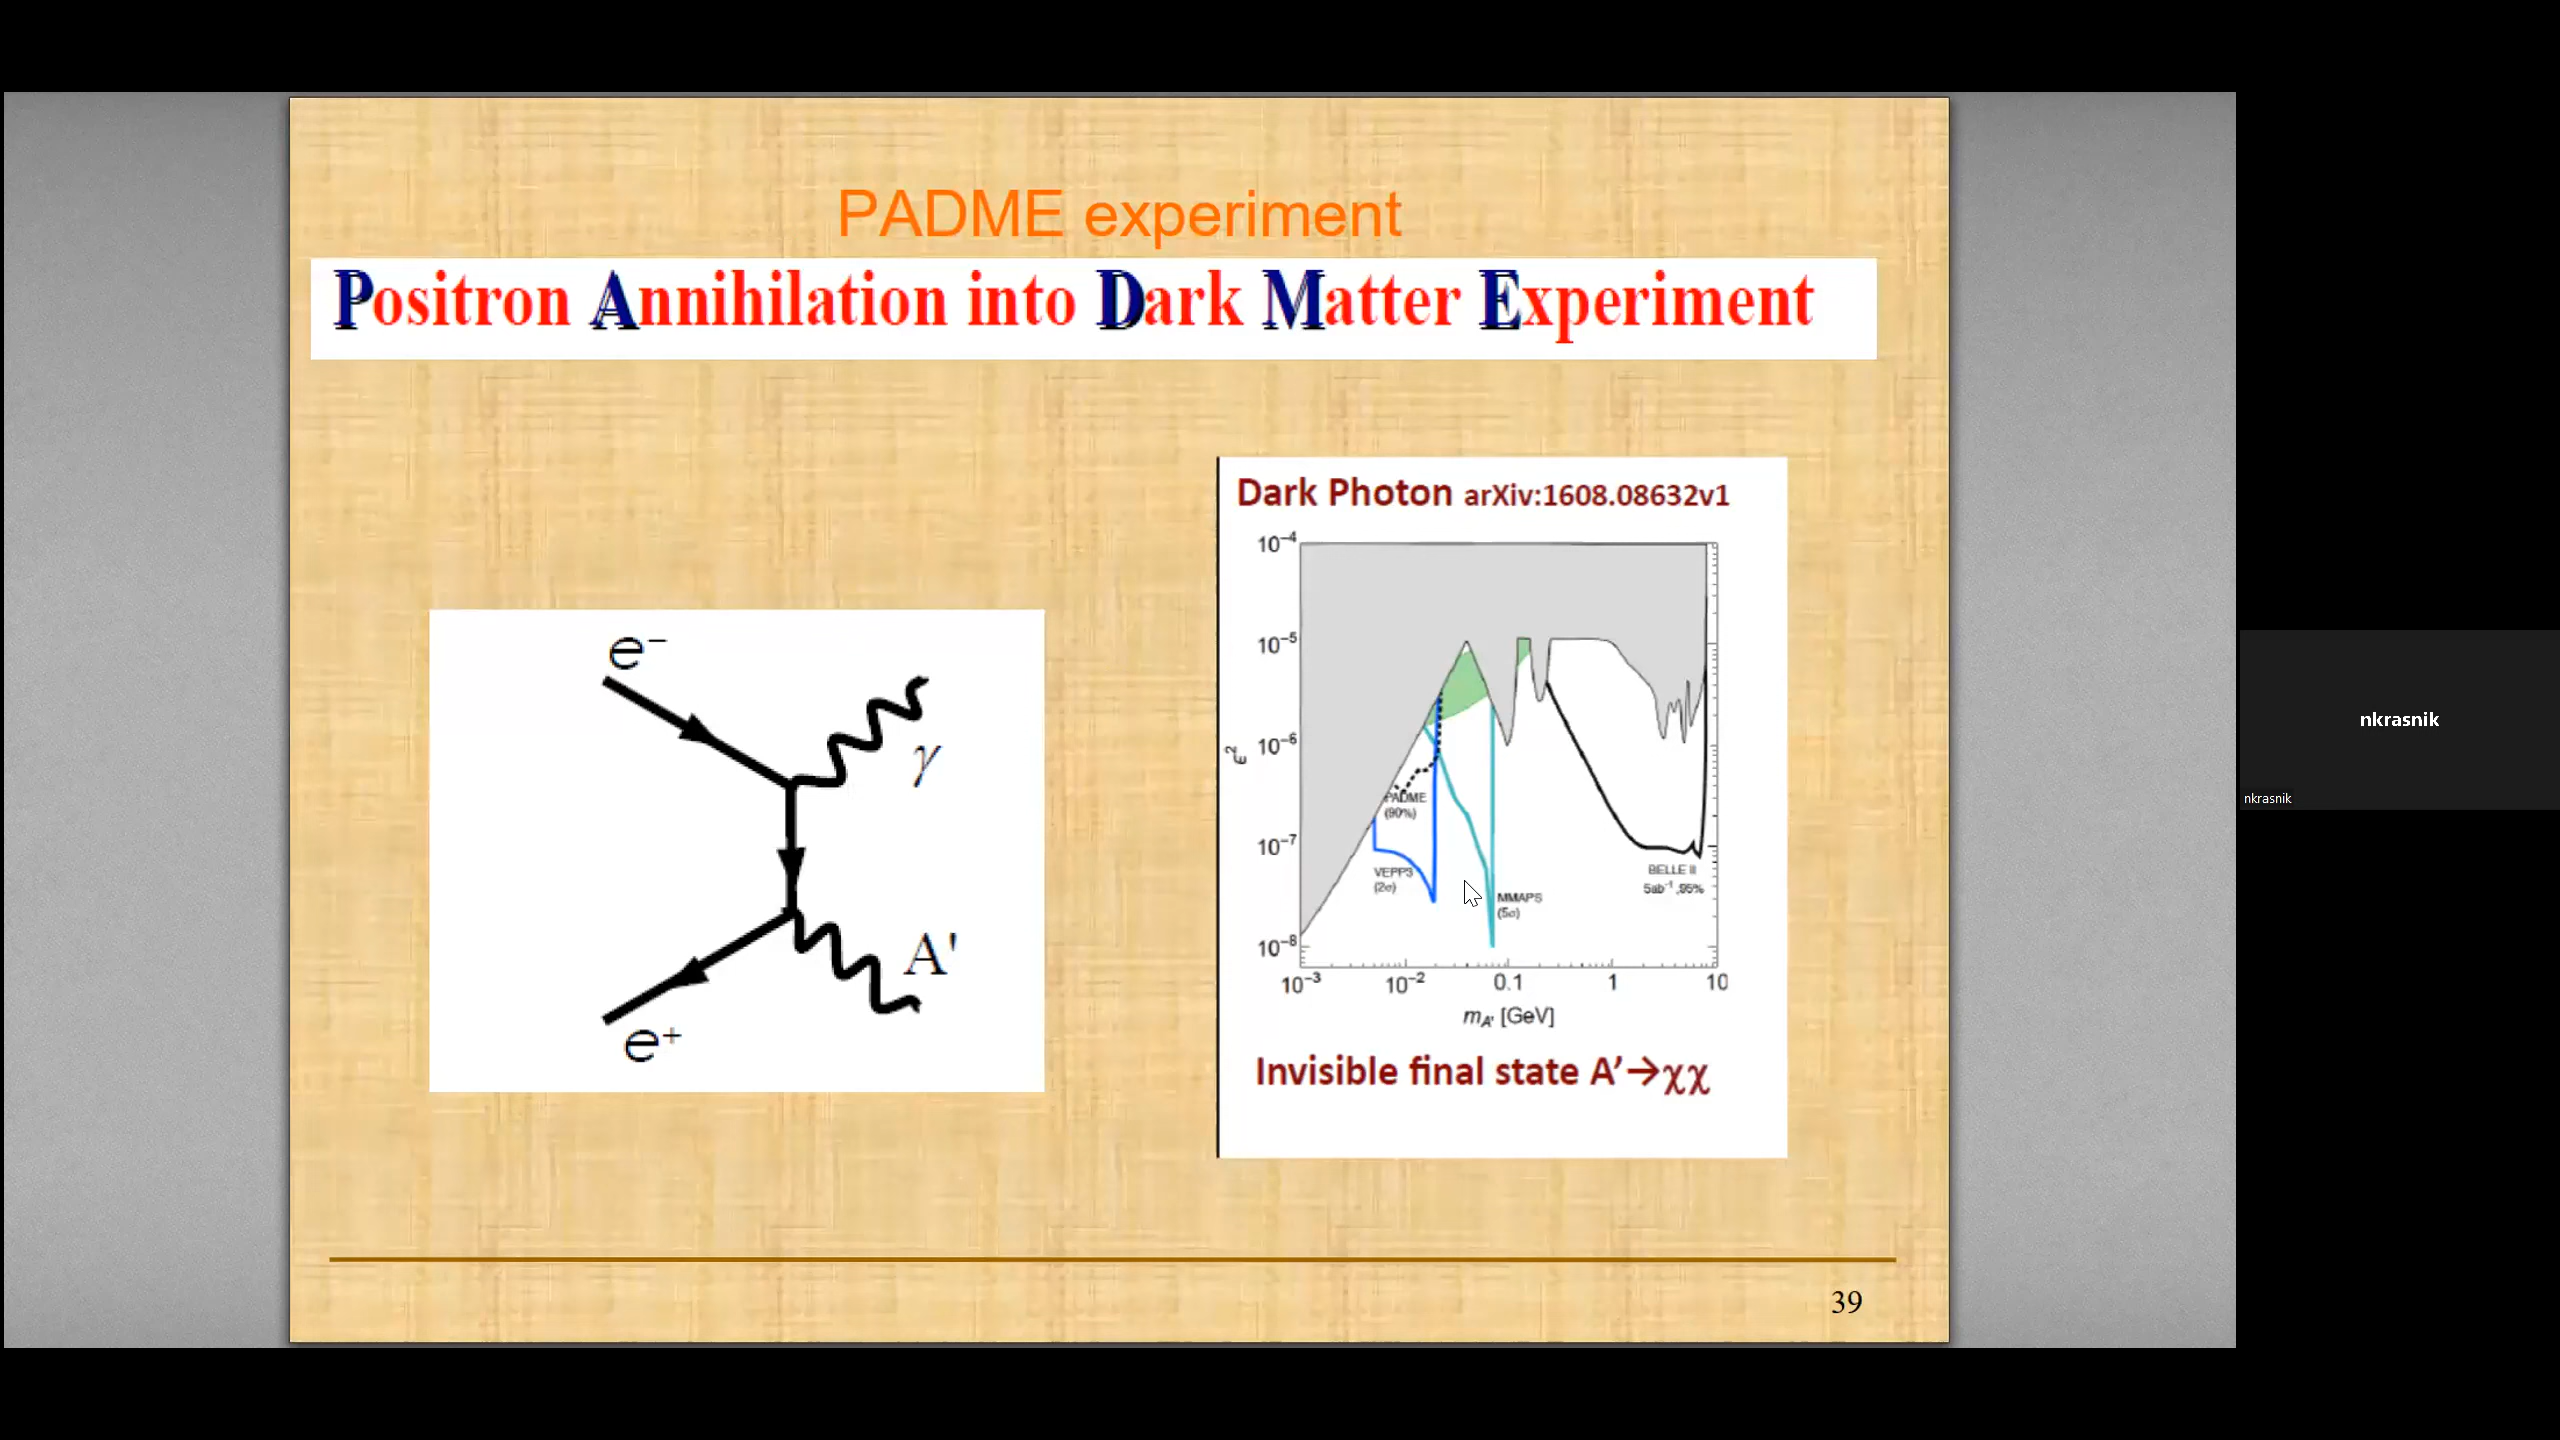 PADME experiment
Positron Annihilation into Dark Matter Experiment
e⁻
γ
A'
e⁺
Dark Photon arXiv:1608.08632v1
10⁻⁴
10⁻⁵
10⁻⁶
10⁻⁷
10⁻⁸
ϵ²
PADME
(90%)
VEPP3
(2σ)
MMAPS
(5σ)
BELLE II
5ab⁻¹,95%
10⁻³ 10⁻² 0.1 1 10
m_A' [GeV]
Invisible final state A'→χχ
39
nkrasnik
nkrasnik